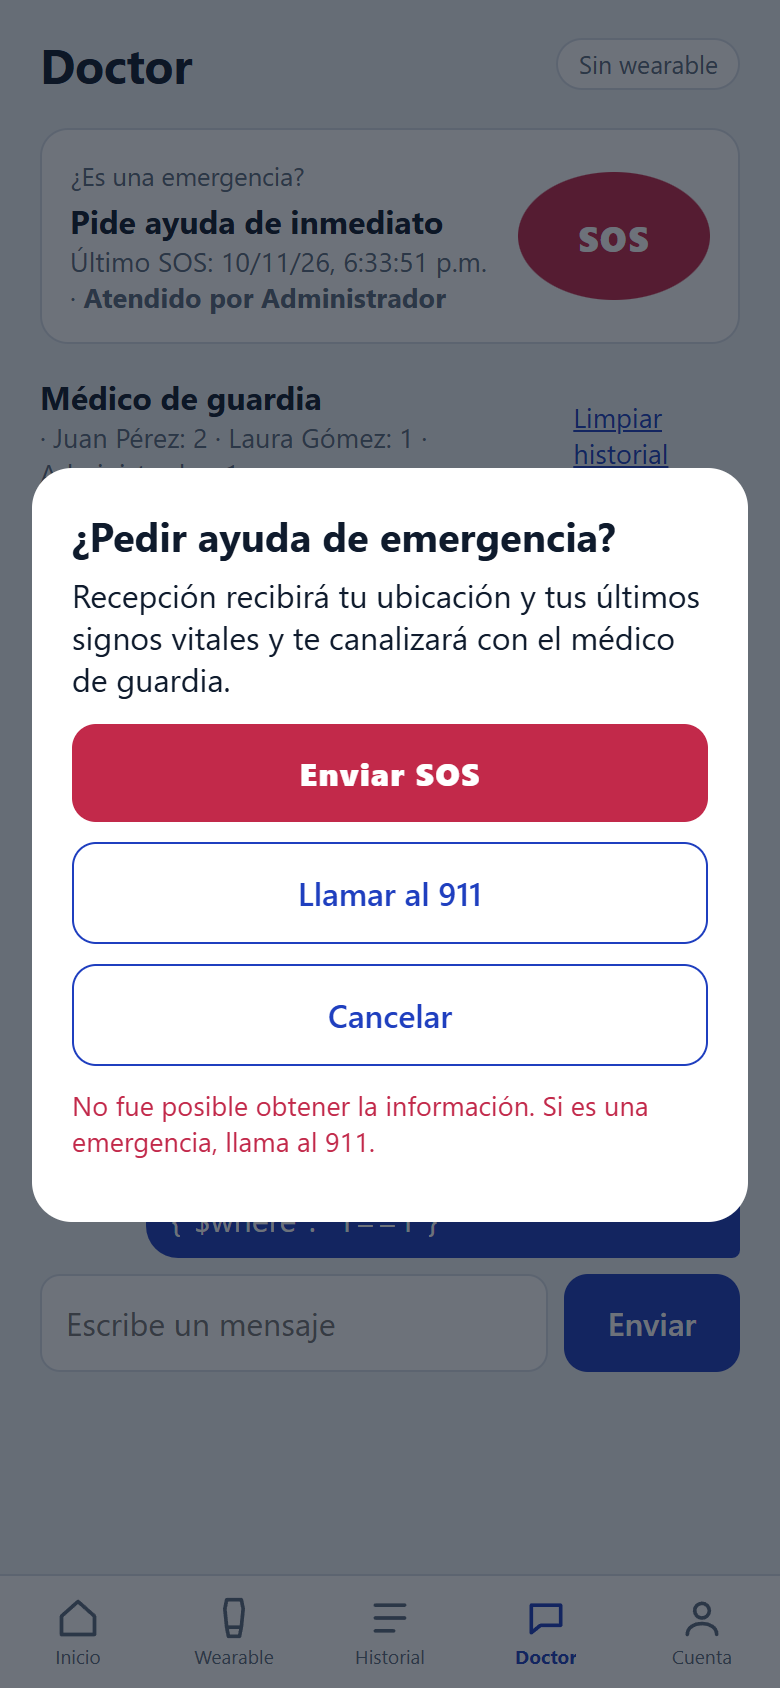 Doctor
Sin wearable
¿Es una emergencia?
Pide ayuda de inmediato
Último SOS: 10/11/26, 6:33:51 p.m.
· Atendido por Administrador
SOS
Médico de guardia
· Juan Pérez: 2 · Laura Gómez: 1 ·
Limpiar
historial
¿Pedir ayuda de emergencia?
Recepción recibirá tu ubicación y tus últimos
signos vitales y te canalizará con el médico
de guardia.
Enviar SOS
Llamar al 911
Cancelar
No fue posible obtener la información. Si es una
emergencia, llama al 911.
Escribe un mensaje
Enviar
Inicio
Wearable
Historial
Doctor
Cuenta